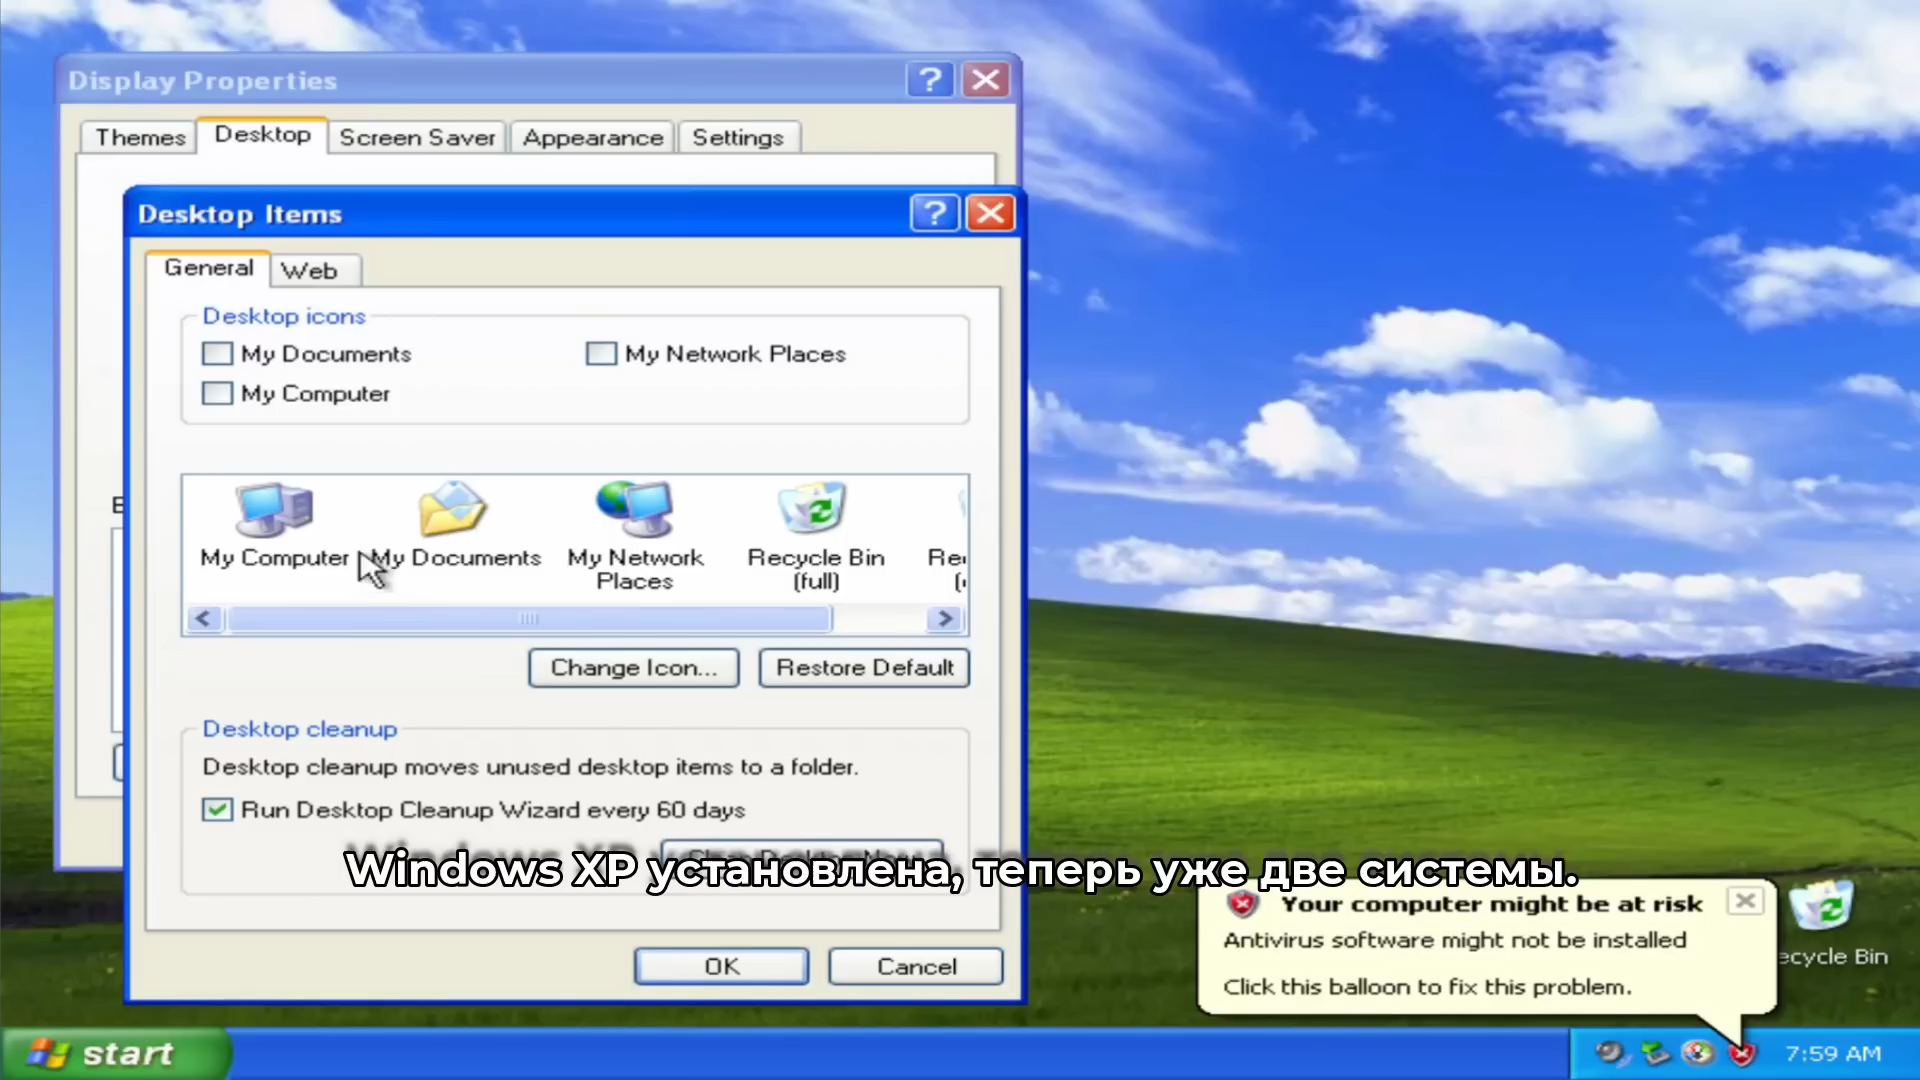 Display Properties
Themes
Desktop
Screen Saver
Appearance
Settings
Desktop Items
General
Web
Desktop icons
My Documents
My Network Places
My Computer
My Computer
My Documents
My Network
Places
Recycle Bin
(full)
Change Icon...
Restore Default
Desktop cleanup
Desktop cleanup moves unused desktop items to a folder.
Run Desktop Cleanup Wizard every 60 days
Windows XP установлена, теперь уже две системы.
OK
Cancel
Your computer might be at risk
Antivirus software might not be installed
Click this balloon to fix this problem.
ecycle Bin
start
7:59 AM